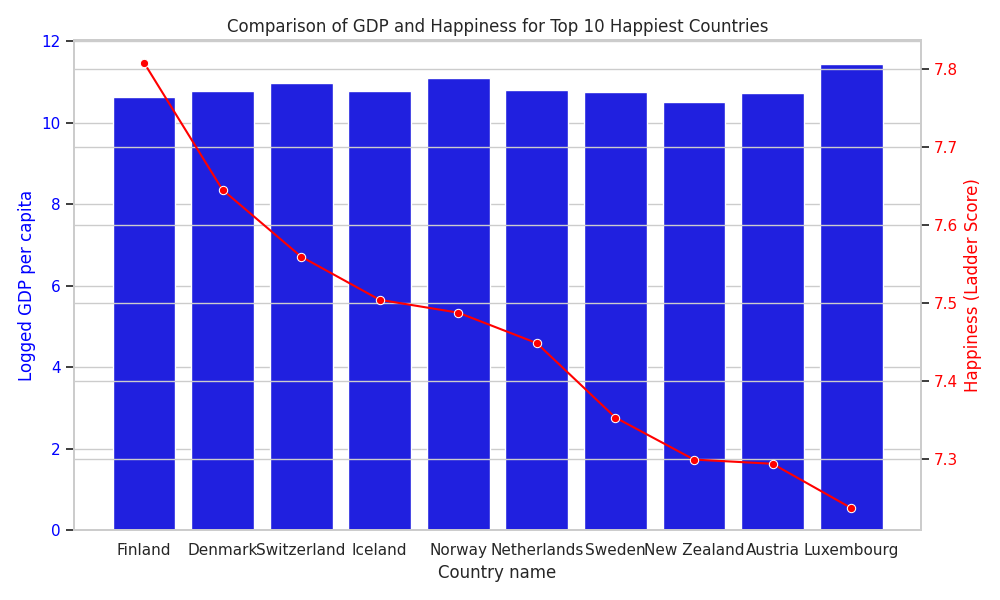 Comparison of GDP and Happiness for Top 10 Happiest Countries
Logged GDP per capita
12
10
8
6
4
2
0
7.8
7.7
7.6
7.5
7.4
7.3
Happiness (Ladder Score)
Finland Denmark Switzerland Iceland Norway Netherlands Sweden New Zealand Austria Luxembourg
Country name